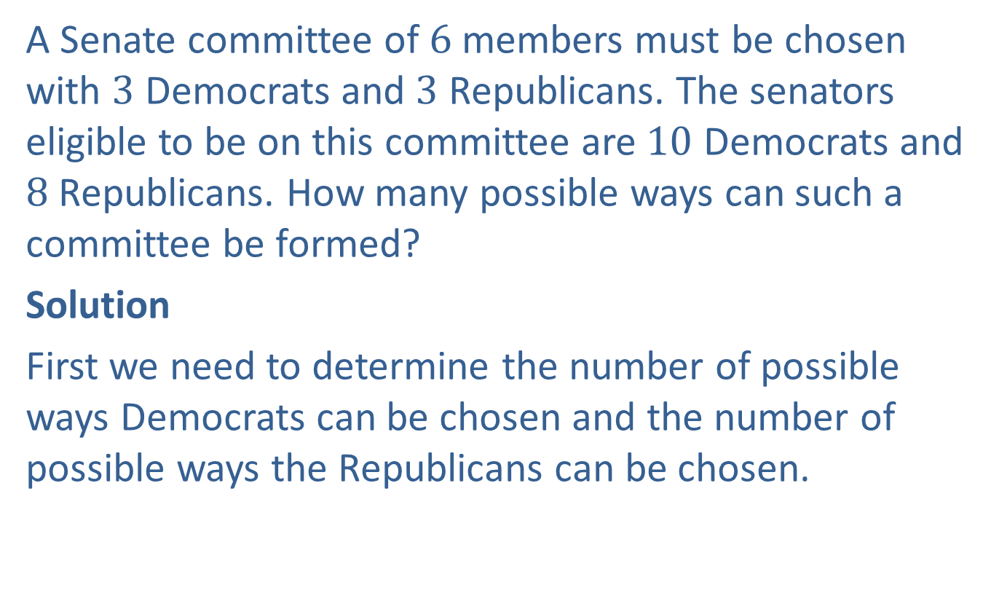 A Senate committee of 6 members must be chosen
with 3 Democrats and 3 Republicans. The senators
eligible to be on this committee are 10 Democrats and
8 Republicans. How many possible ways can such a
committee be formed?
Solution
First we need to determine the number of possible
ways Democrats can be chosen and the number of
possible ways the Republicans can be chosen.